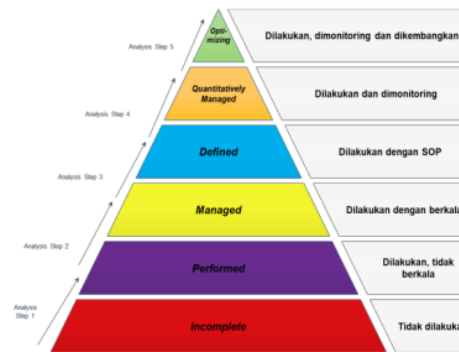 Opti-
mizing
Analysis Step 5
Dilakukan, dimonitoring dan dikembangkan
Quantitatively
Managed
Analysis Step 4
Dilakukan dan dimonitoring
Defined
Analysis Step 3
Dilakukan dengan SOP
Managed
Analysis Step 2
Dilakukan dengan berkala
Performed
Analysis
Step 1
Dilakukan, tidak
berkala
Incomplete
Tidak dilakuka